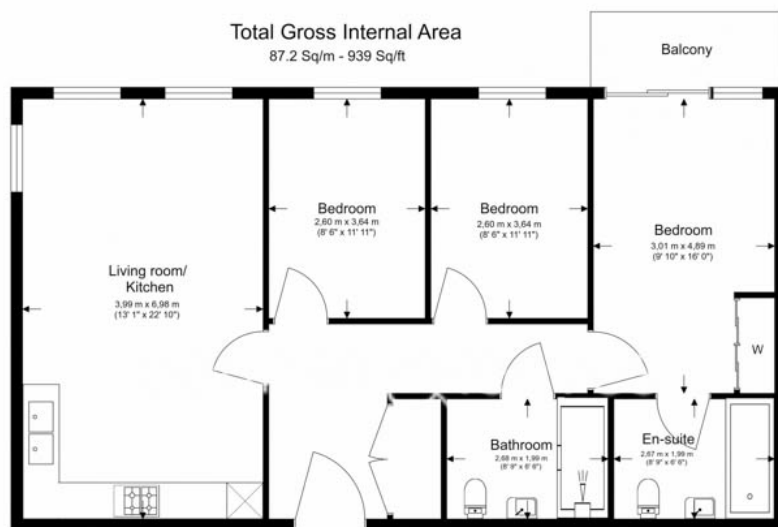 Total Gross Internal Area
87.2 Sq/m - 939 Sq/ft
Balcony
Bedroom
2,60 m x 3,64 m
(8' 6" x 11' 11")
Bedroom
2,60 m x 3,64 m
(8' 6" x 11' 11")
Bedroom
3,01 m x 4,89 m
(9' 10" x 16' 0")
Living room/
Kitchen
3,99 m x 6,98 m
(13' 1" x 22' 10")
W
Bathroom
2,68 m x 1,99 m
(8' 9" x 6' 6")
En-suite
2,67 m x 1,99 m
(8' 9" x 6' 6")